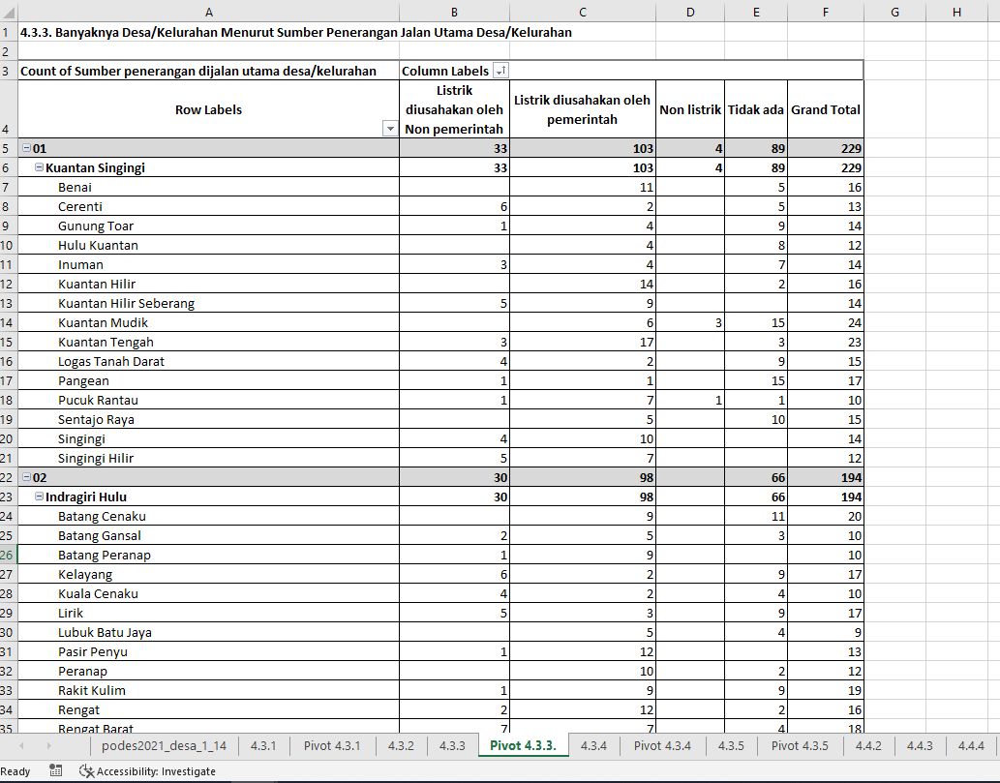 A B C D E F G H
1 4.3.3. Banyaknya Desa/Kelurahan Menurut Sumber Penerangan Jalan Utama Desa/Kelurahan
2
3 Count of Sumber penerangan dijalan utama desa/kelurahan Column Labels
4 Row Labels Listrik diusahakan oleh Non pemerintah Listrik diusahakan oleh pemerintah Non listrik Tidak ada Grand Total
5 01 33 103 4 89 229
6 Kuantan Singingi 33 103 4 89 229
7 Benai 11 5 16
8 Cerenti 6 2 5 13
9 Gunung Toar 1 4 9 14
10 Hulu Kuantan 4 8 12
11 Inuman 3 4 7 14
12 Kuantan Hilir 14 2 16
13 Kuantan Hilir Seberang 5 9 14
14 Kuantan Mudik 6 3 15 24
15 Kuantan Tengah 3 17 3 23
16 Logas Tanah Darat 4 2 9 15
17 Pangean 1 1 15 17
18 Pucuk Rantau 1 7 1 1 10
19 Sentajo Raya 5 10 15
20 Singingi 4 10 14
21 Singingi Hilir 5 7 12
22 02 30 98 66 194
23 Indragiri Hulu 30 98 66 194
24 Batang Cenaku 9 11 20
25 Batang Gansal 2 5 3 10
26 Batang Peranap 1 9 10
27 Kelayang 6 2 9 17
28 Kuala Cenaku 4 2 4 10
29 Lirik 5 3 9 17
30 Lubuk Batu Jaya 5 4 9
31 Pasir Penyu 1 12 13
32 Peranap 10 2 12
33 Rakit Kulim 1 9 9 19
34 Rengat 2 12 2 16
35 Rengat Barat 7 7 4 18
podes2021_desa_1_14 4.3.1 Pivot 4.3.1 4.3.2 4.3.3 Pivot 4.3.3. 4.3.4 Pivot 4.3.4 4.3.5 Pivot 4.3.5 4.4.2 4.4.3 4.4.4
Ready Accessibility: Investigate